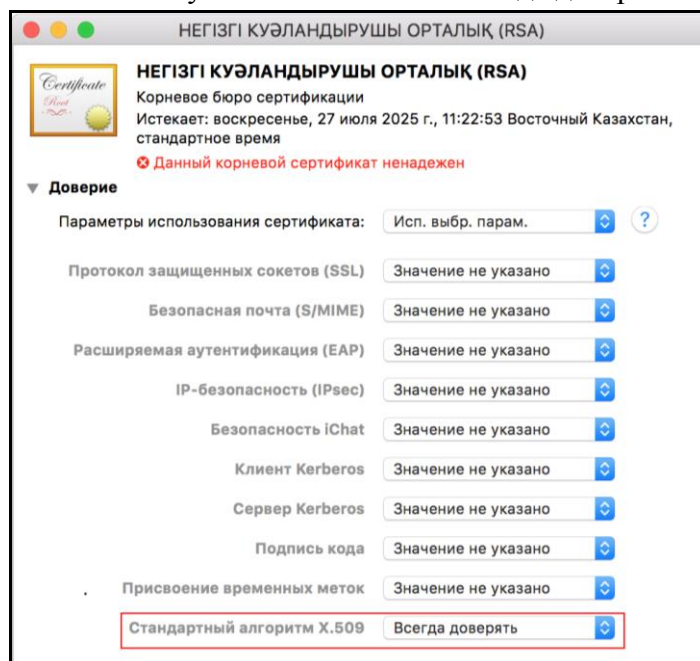 НЕГІЗГІ КУӘЛАНДЫРУШЫ ОРТАЛЫҚ (RSA)
Certificate
Root
НЕГІЗГІ КУӘЛАНДЫРУШЫ ОРТАЛЫҚ (RSA)
Корневое бюро сертификации
Истекает: воскресенье, 27 июля 2025 г., 11:22:53 Восточный Казахстан,
стандартное время
Данный корневой сертификат ненадежен
Доверие
Параметры использования сертификата: Исп. выбр. парам. ?
Протокол защищенных сокетов (SSL) Значение не указано
Безопасная почта (S/MIME) Значение не указано
Расширяемая аутентификация (EAP) Значение не указано
IP-безопасность (IPsec) Значение не указано
Безопасность iChat Значение не указано
Клиент Kerberos Значение не указано
Сервер Kerberos Значение не указано
Подпись кода Значение не указано
Присвоение временных меток Значение не указано
Стандартный алгоритм X.509 Всегда доверять